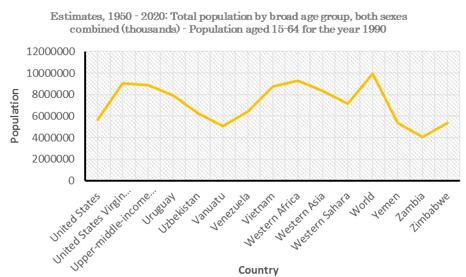 Estimates, 1950 - 2020: Total population by broad age group, both sexes
combined (thousands) - Population aged 15-64 for the year 1990
12000000
10000000
8000000
6000000
4000000
2000000
0
Population
United States
United States Virgin...
Upper-middle-income...
Uruguay
Uzbekistan
Vanuatu
Venezuela
Vietnam
Western Africa
Western Asia
Western Sahara
World
Yemen
Zambia
Zimbabwe
Country